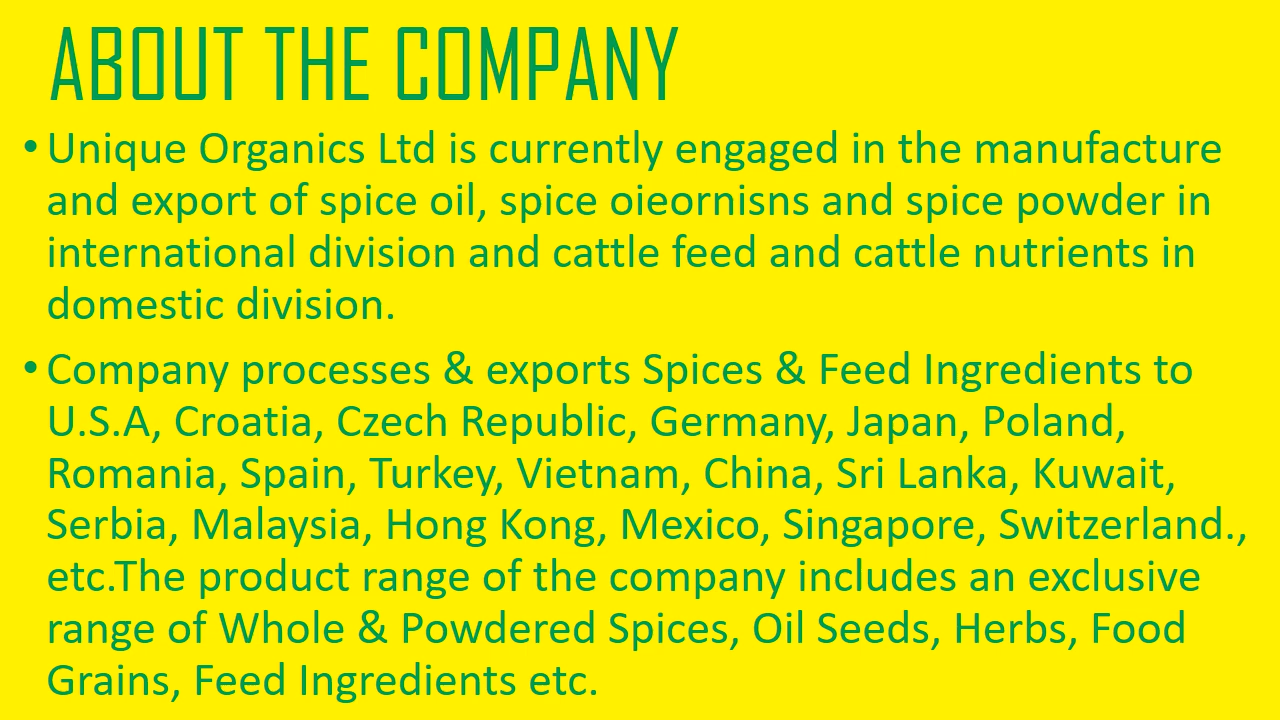 ABOUT THE COMPANY
• Unique Organics Ltd is currently engaged in the manufacture
and export of spice oil, spice oieornisns and spice powder in
international division and cattle feed and cattle nutrients in
domestic division.
• Company processes & exports Spices & Feed Ingredients to
U.S.A, Croatia, Czech Republic, Germany, Japan, Poland,
Romania, Spain, Turkey, Vietnam, China, Sri Lanka, Kuwait,
Serbia, Malaysia, Hong Kong, Mexico, Singapore, Switzerland.,
etc.The product range of the company includes an exclusive
range of Whole & Powdered Spices, Oil Seeds, Herbs, Food
Grains, Feed Ingredients etc.